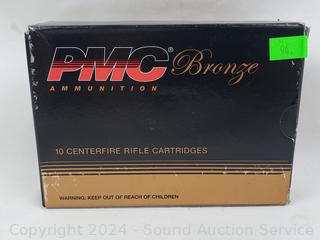 PMC® Bronze
AMMUNITION
10 CENTERFIRE RIFLE CARTRIDGES
WARNING: KEEP OUT OF REACH OF CHILDREN
Copyright 2024 - Sound Auction Service